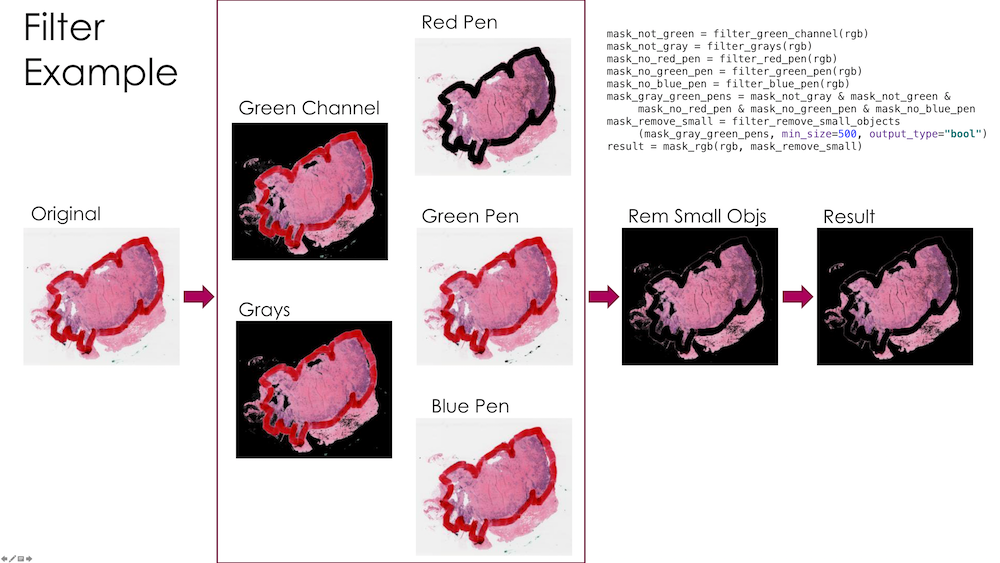 Filter
Example
Original
Green Channel
Grays
Red Pen
Green Pen
Blue Pen
mask_not_green = filter_green_channel(rgb)
mask_not_gray = filter_grays(rgb)
mask_no_red_pen = filter_red_pen(rgb)
mask_no_green_pen = filter_green_pen(rgb)
mask_no_blue_pen = filter_blue_pen(rgb)
mask_gray_green_pens = mask_not_gray & mask_not_green &
mask_no_red_pen & mask_no_green_pen & mask_no_blue_pen
mask_remove_small = filter_remove_small_objects
(mask_gray_green_pens, min_size=500, output_type="bool")
result = mask_rgb(rgb, mask_remove_small)
Rem Small Objs
Result